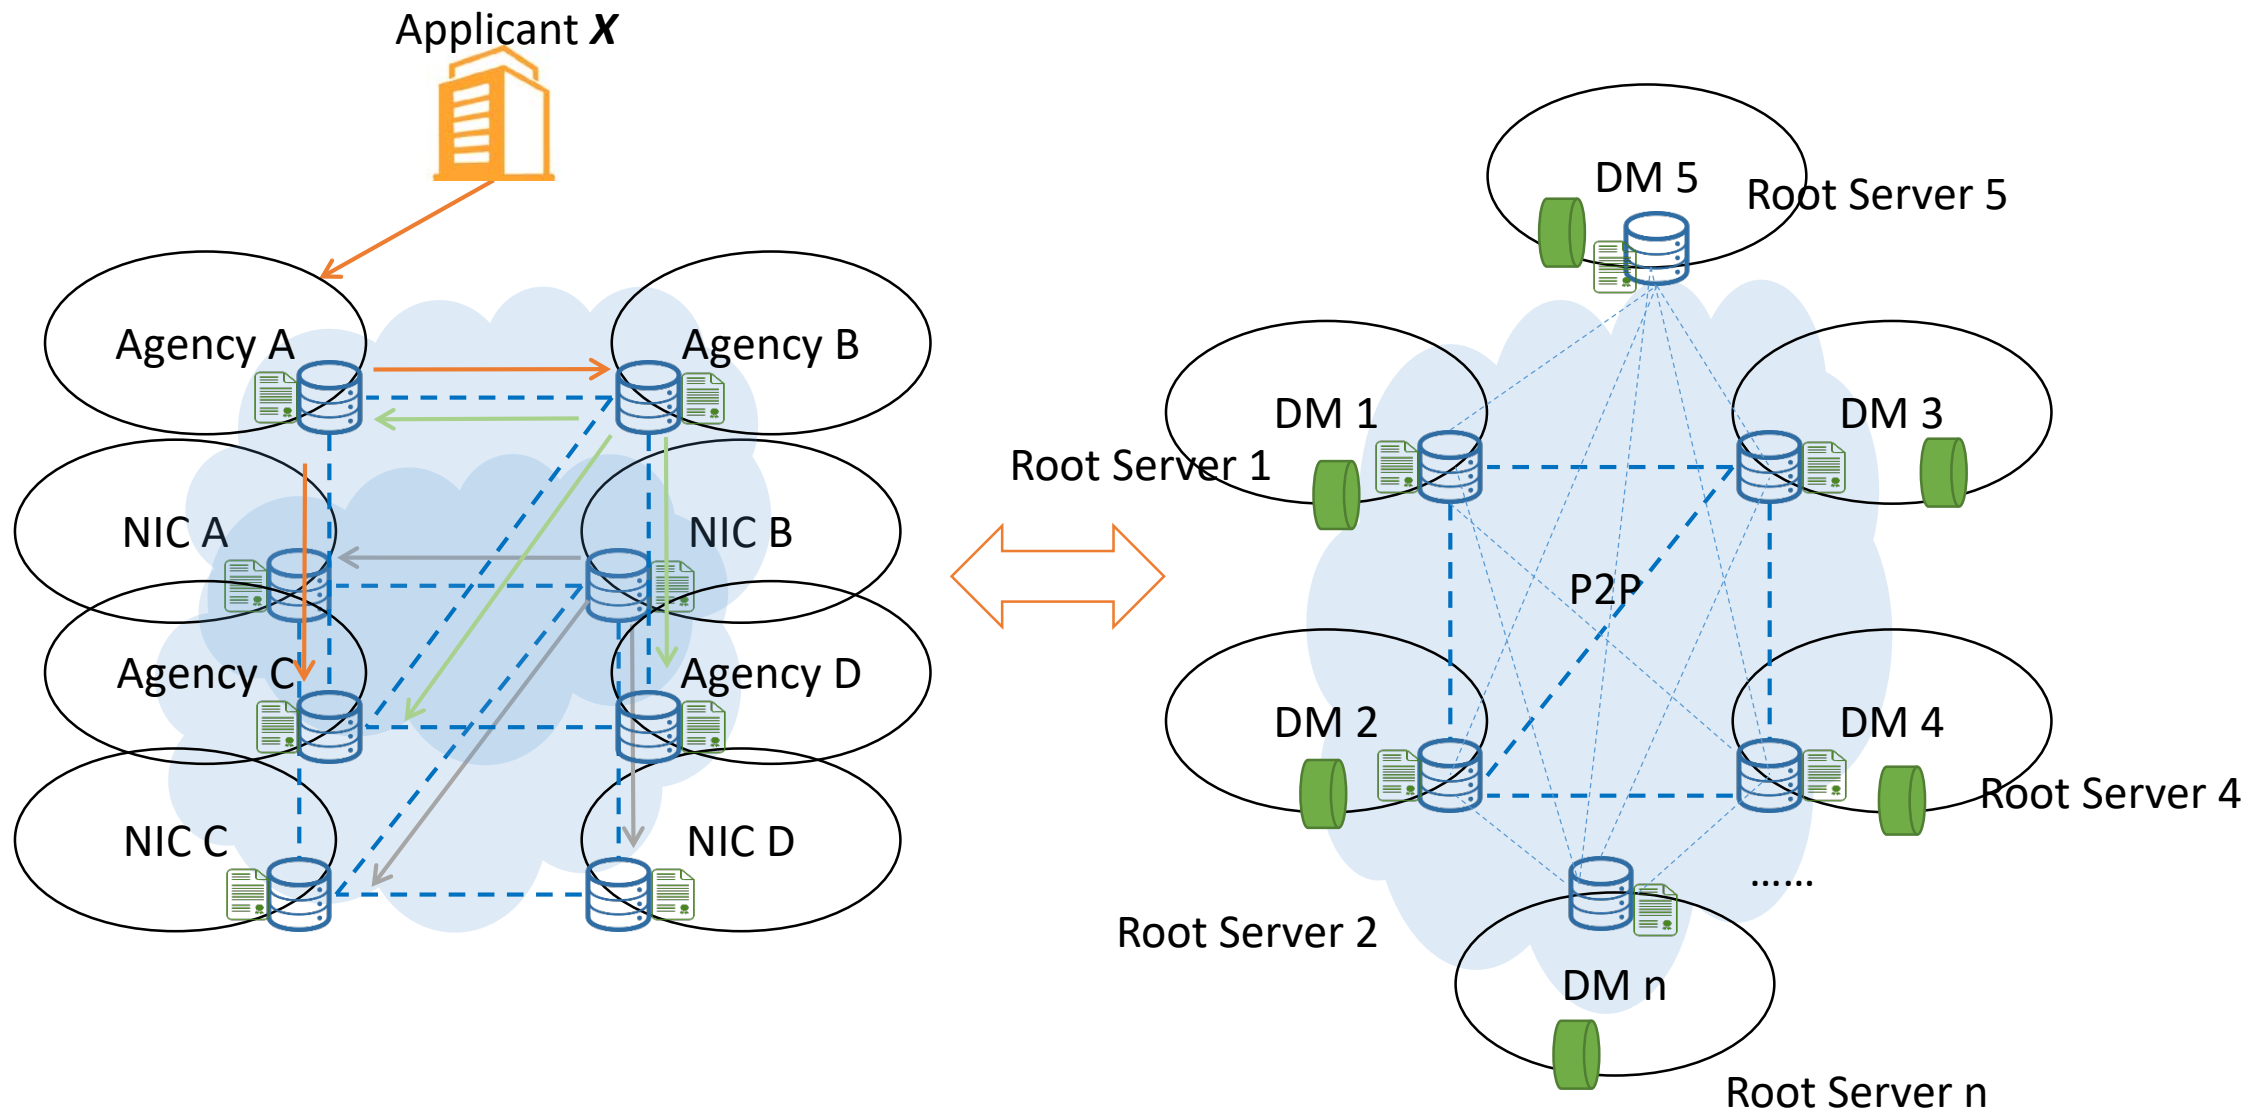 Applicant X
Agency A
Agency B
NIC A
NIC B
Agency C
Agency D
NIC C
NIC D
DM 5
Root Server 5
DM 1
DM 3
Root Server 1
P2P
DM 2
DM 4
Root Server 4
……
Root Server 2
DM n
Root Server n